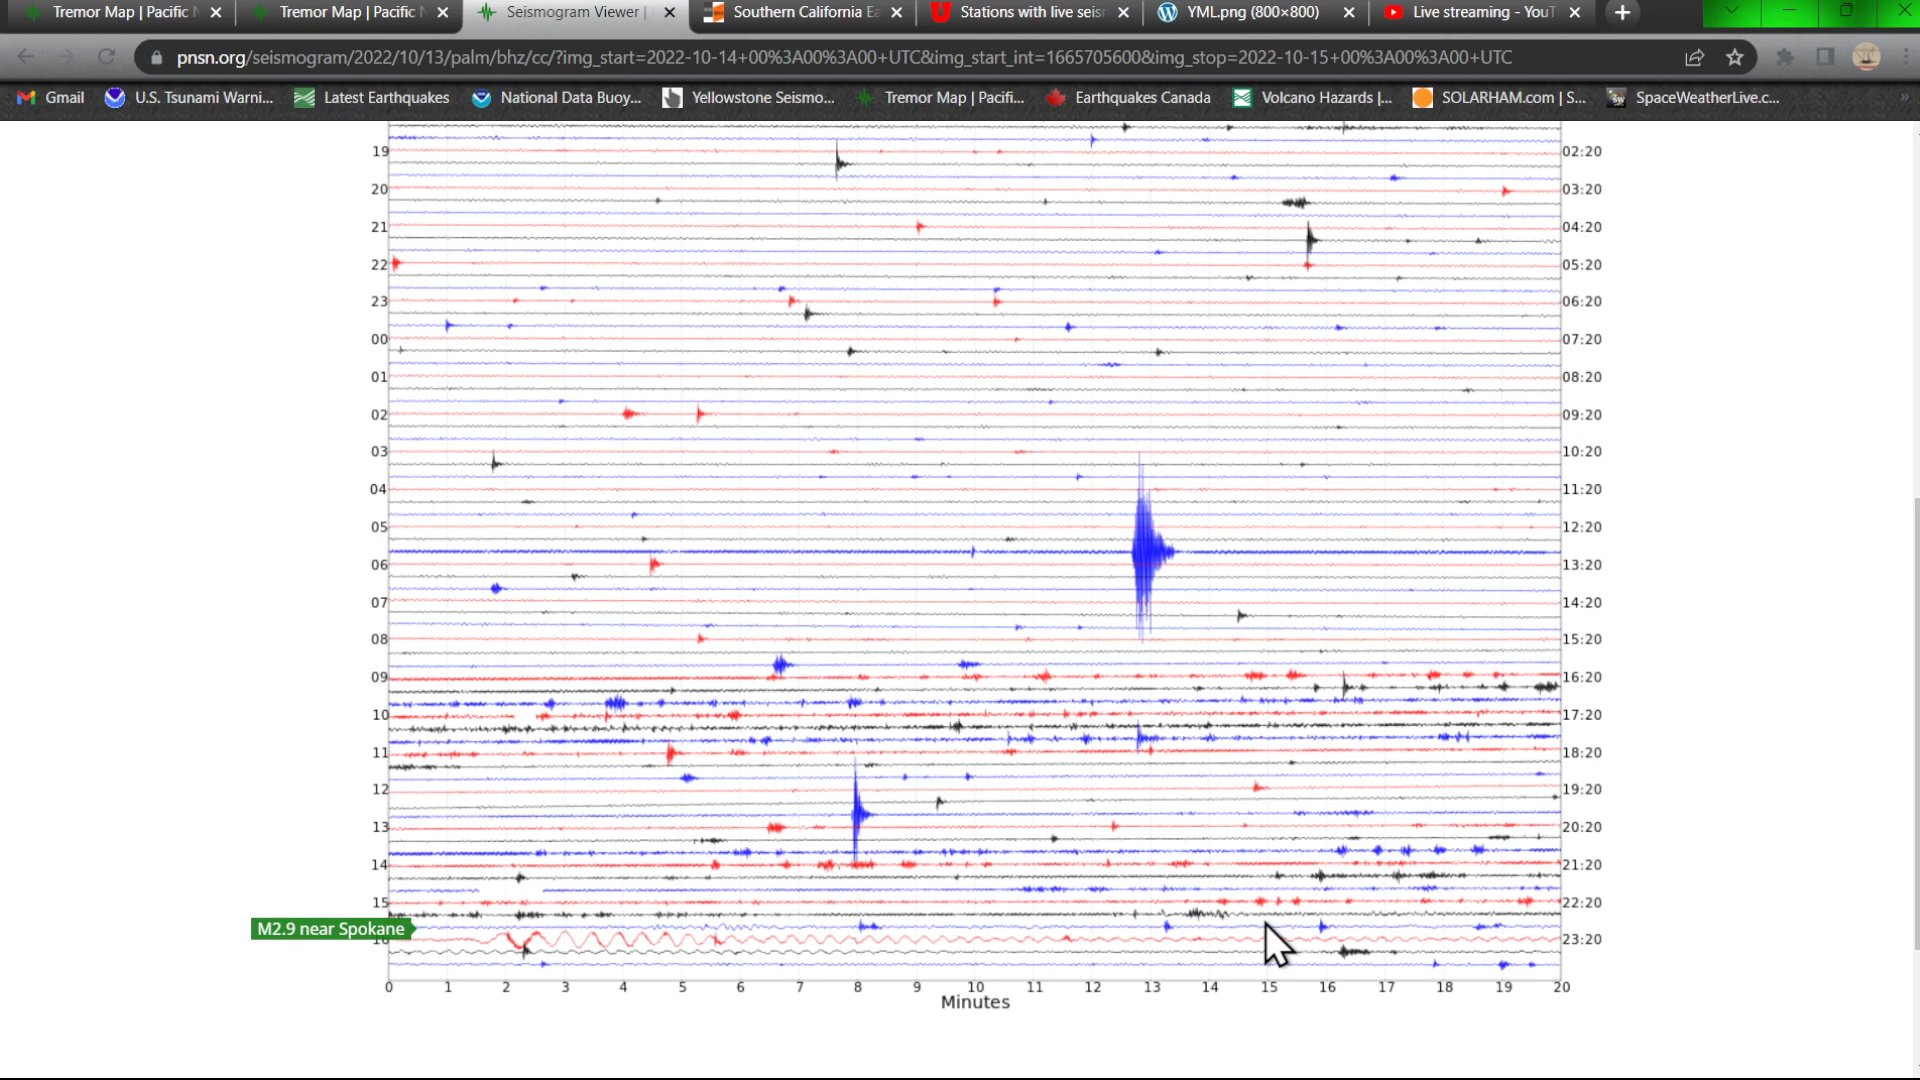 Tremor Map | Pacific
Tremor Map | Pacific
Seismogram Viewer |
Southern California Ea
Stations with live seis
YML.png (800×800)
Live streaming - YouT
pnsn.org/seismogram/2022/10/13/palm/bhz/cc/?img_start=2022-10-14+00%3A00%3A00+UTC&img_start_int=1665705600&img_stop=2022-10-15+00%3A00%3A00+UTC
Gmail
U.S. Tsunami Warni...
Latest Earthquakes
National Data Buoy...
Yellowstone Seismo...
Tremor Map | Pacifi...
Earthquakes Canada
Volcano Hazards |...
SOLARHAM.com | S...
SpaceWeatherLive.c...
19 02:20
20 03:20
21 04:20
22 05:20
23 06:20
00 07:20
01 08:20
02 09:20
03 10:20
04 11:20
05 12:20
06 13:20
07 14:20
08 15:20
09 16:20
10 17:20
11 18:20
12 19:20
13 20:20
14 21:20
15 22:20
M2.9 near Spokane
16 23:20
0 1 2 3 4 5 6 7 8 9 10 11 12 13 14 15 16 17 18 19 20
Minutes